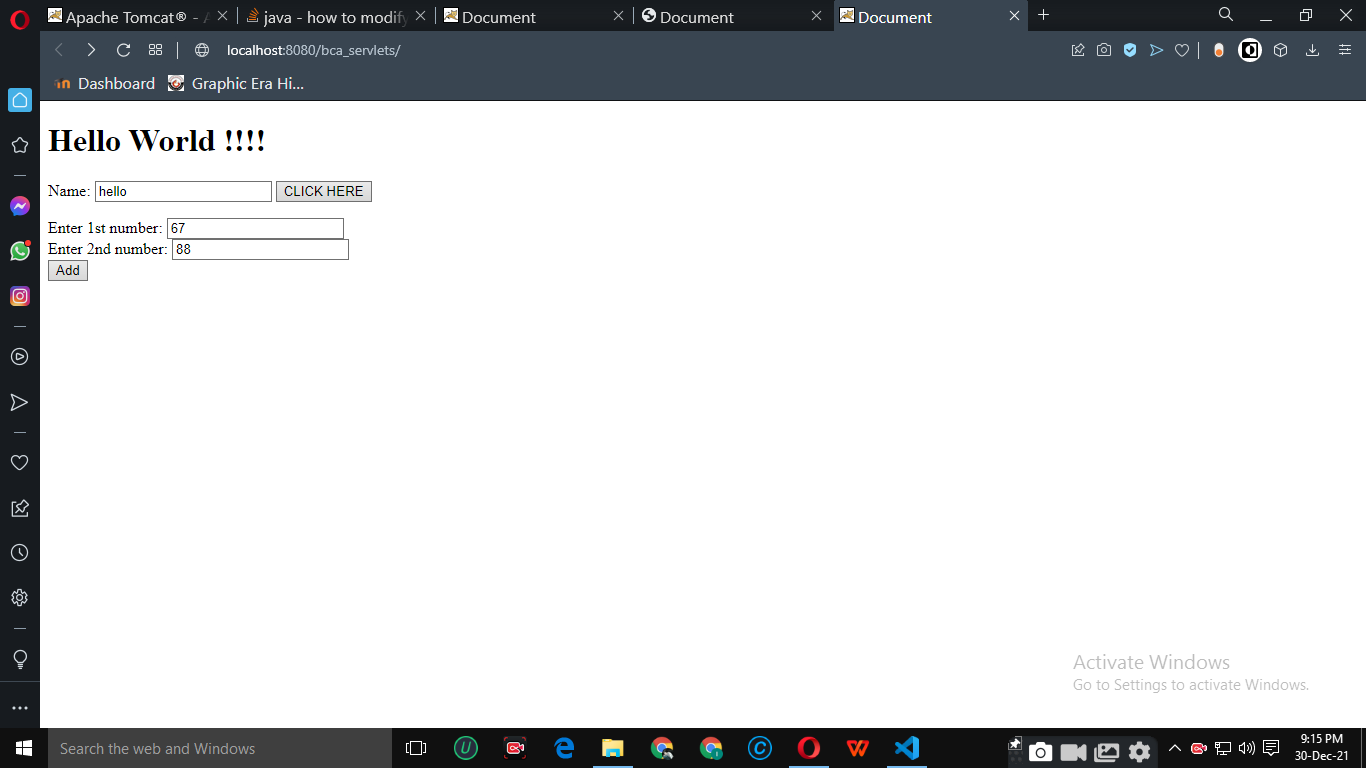 Apache Tomcat® - A
java - how to modify
Document
Document
Document
localhost:8080/bca_servlets/
Dashboard
Graphic Era Hi...
Hello World !!!!
Name: hello CLICK HERE
Enter 1st number: 67
Enter 2nd number: 88
Add
Activate Windows
Go to Settings to activate Windows.
Search the web and Windows
9:15 PM
30-Dec-21